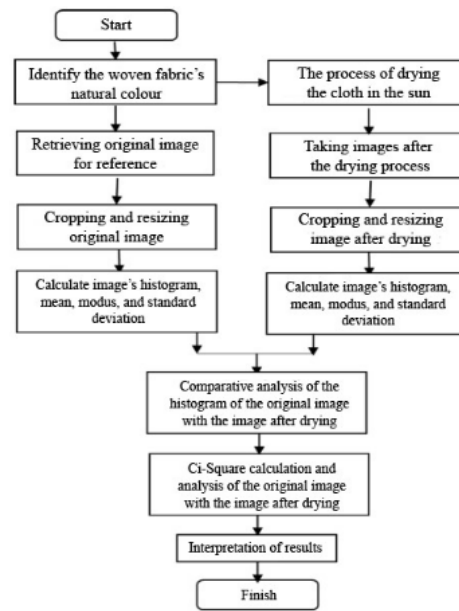 Start
Identify the woven fabric's
natural colour
The process of drying
the cloth in the sun
Retrieving original image
for reference
Taking images after
the drying process
Cropping and resizing
original image
Cropping and resizing
image after drying
Calculate image's histogram,
mean, modus, and standard
deviation
Calculate image's histogram,
mean, modus, and standard
deviation
Comparative analysis of the
histogram of the original image
with the image after drying
Ci-Square calculation and
analysis of the original image
with the image after drying
Interpretation of results
Finish